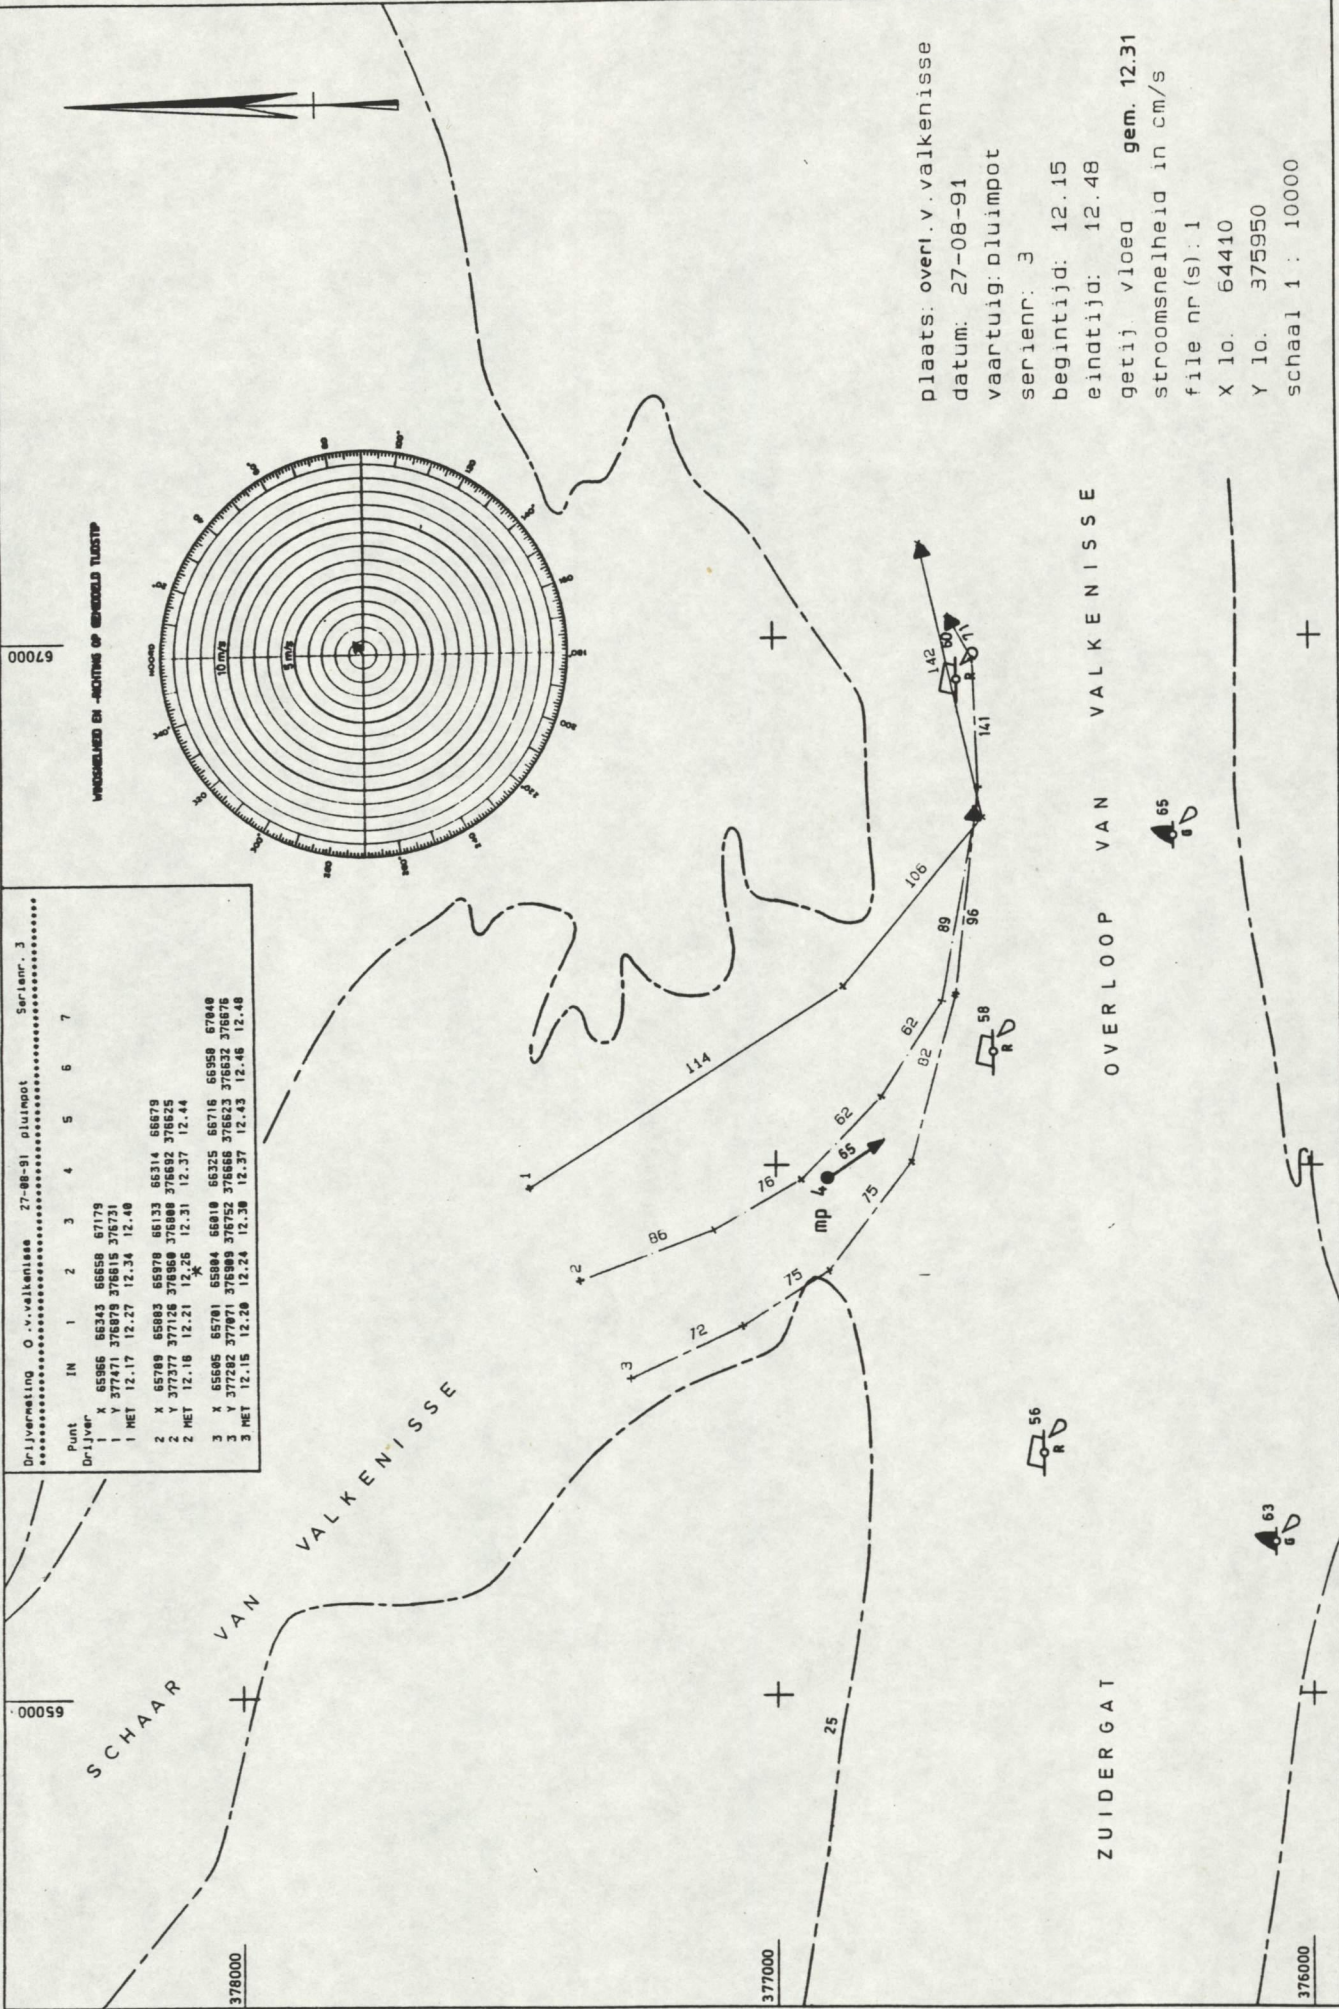 Drijvermeting O.v.valkenisse 27-08-91 pluimpot Serienr. 3
Punt IN 1 2 3 4 5 6 7
Drijver
1 X 65966 66343 66658 67179
1 Y 377471 376879 376615 376731
1 MET 12.17 12.27 12.34 12.40
2 X 65789 65883 65978 66133 66314 66679
2 Y 377377 377126 376960 376808 376692 376625
2 MET 12.16 12.21 12.26 12.31 12.37 12.44
*
3 X 65605 65701 65804 66010 66325 66716 66958 67040
3 Y 377282 377071 376909 376752 376666 376623 376632 376676
3 MET 12.15 12.20 12.24 12.30 12.37 12.43 12.46 12.48
WINDSNELHEID EN -RICHTING OP GEMIDDELD TIJDSTIP
NOORD
10 m/s
5 m/s
65000
67000
378000
377000
376000
SCHAAR VAN VALKENISSE
1
114
106
142
2
86
76
62
62
89
3
72
75
75
82
96
141
71
mp 4
65
25
60
R
58
R
56
R
65
G
63
G
ZUIDERGAT
OVERLOOP VAN VALKENISSE
plaats: overl.v.valkenisse
datum: 27-08-91
vaartuig: pluimpot
serienr: 3
begintijd: 12.15
eindtijd: 12.48
getij vloed gem. 12.31
stroomsnelheid in cm/s
file nr(s): 1
X lo. 64410
Y lo. 375950
schaal 1 : 10000